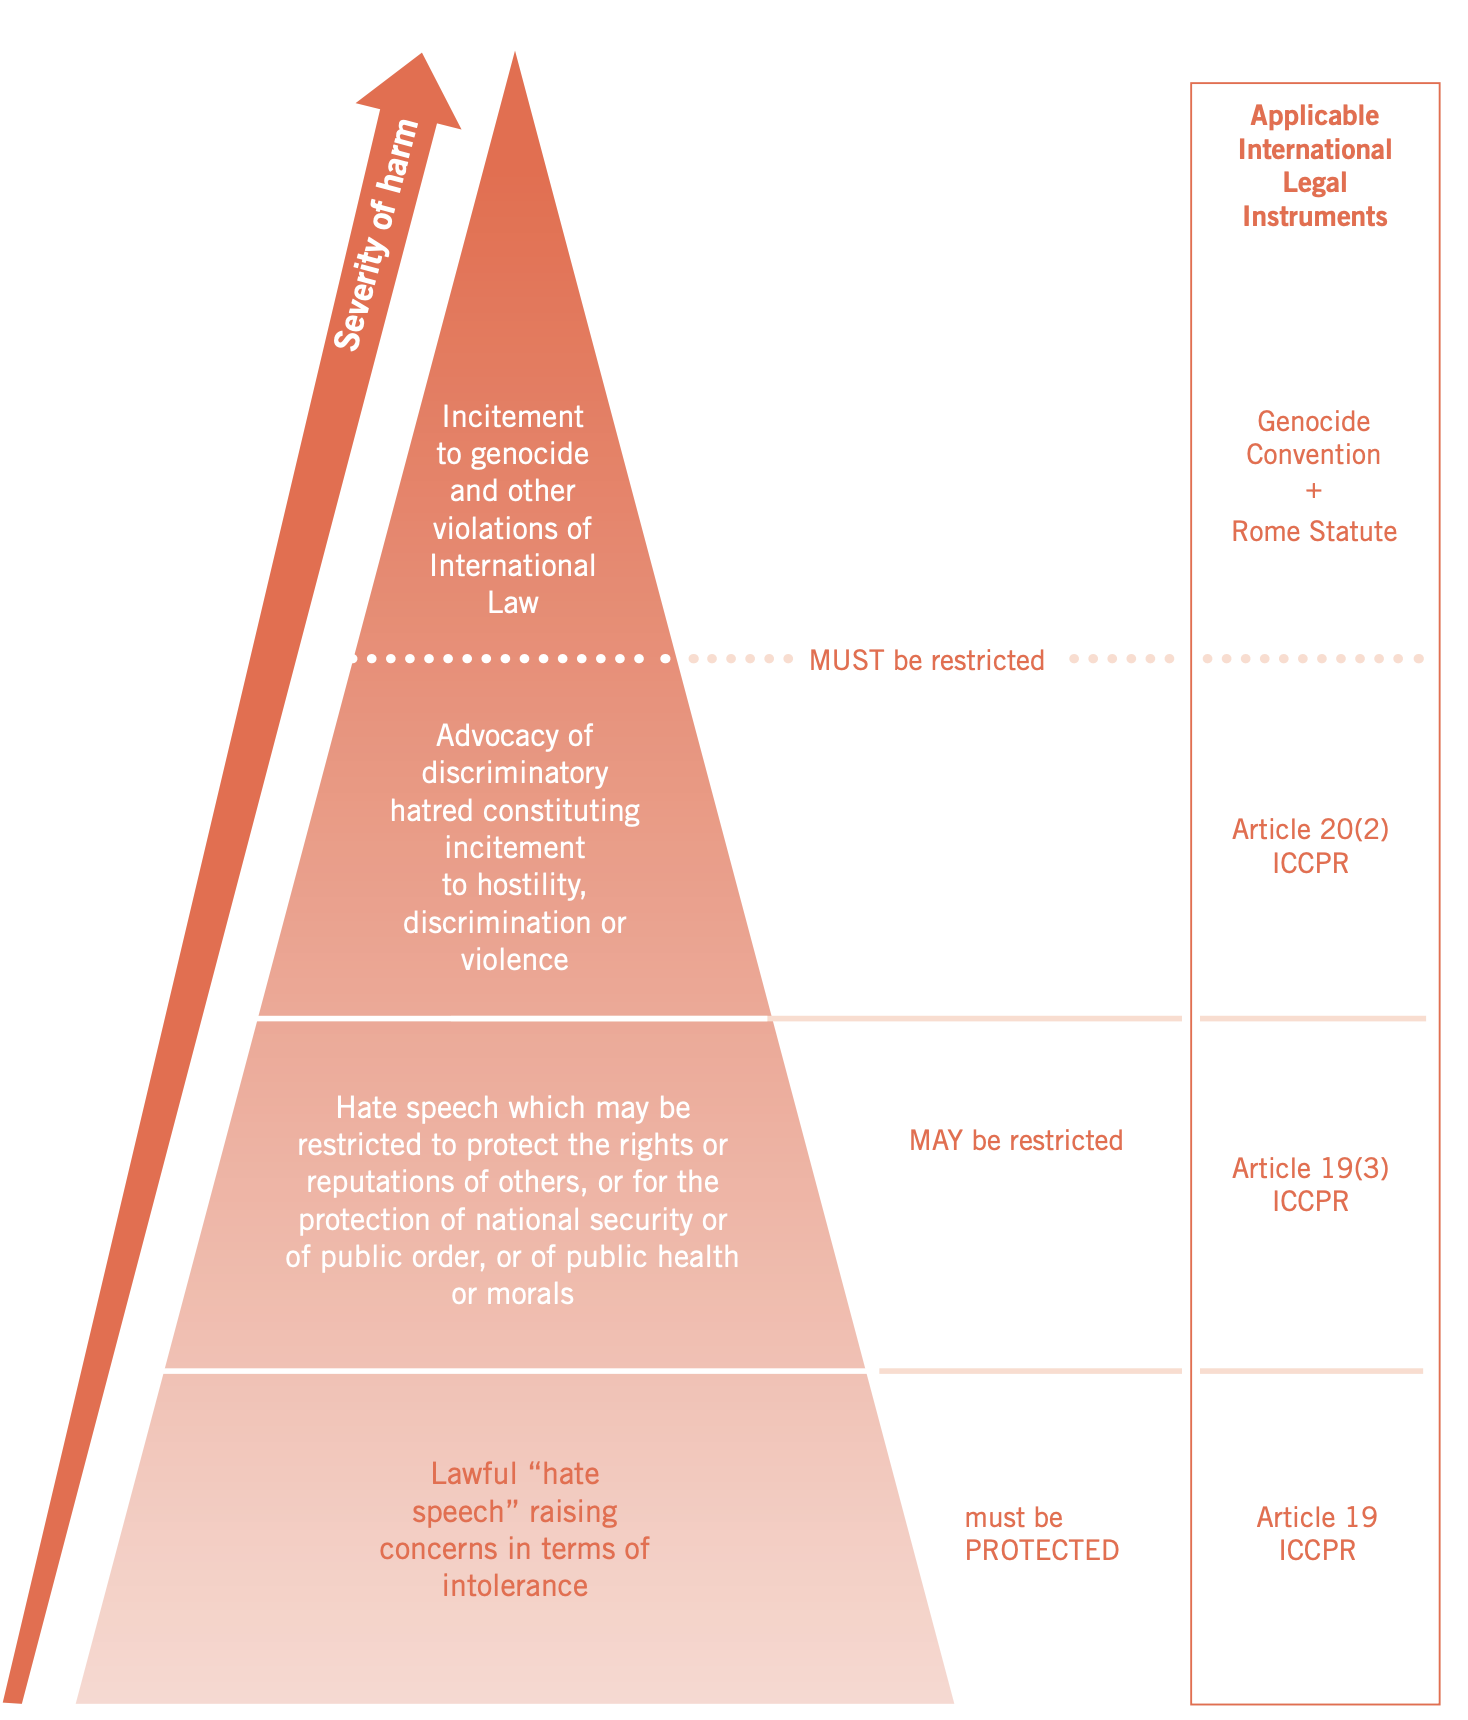 Severity of harm
Applicable
International
Legal
Instruments
Incitement
to genocide
and other
violations of
International
Law
Genocide
Convention
+
Rome Statute
MUST be restricted
Advocacy of
discriminatory
hatred constituting
incitement
to hostility,
discrimination or
violence
Article 20(2)
ICCPR
Hate speech which may be
restricted to protect the rights or
reputations of others, or for the
protection of national security or
of public order, or of public health
or morals
MAY be restricted
Article 19(3)
ICCPR
Lawful “hate
speech” raising
concerns in terms of
intolerance
must be
PROTECTED
Article 19
ICCPR